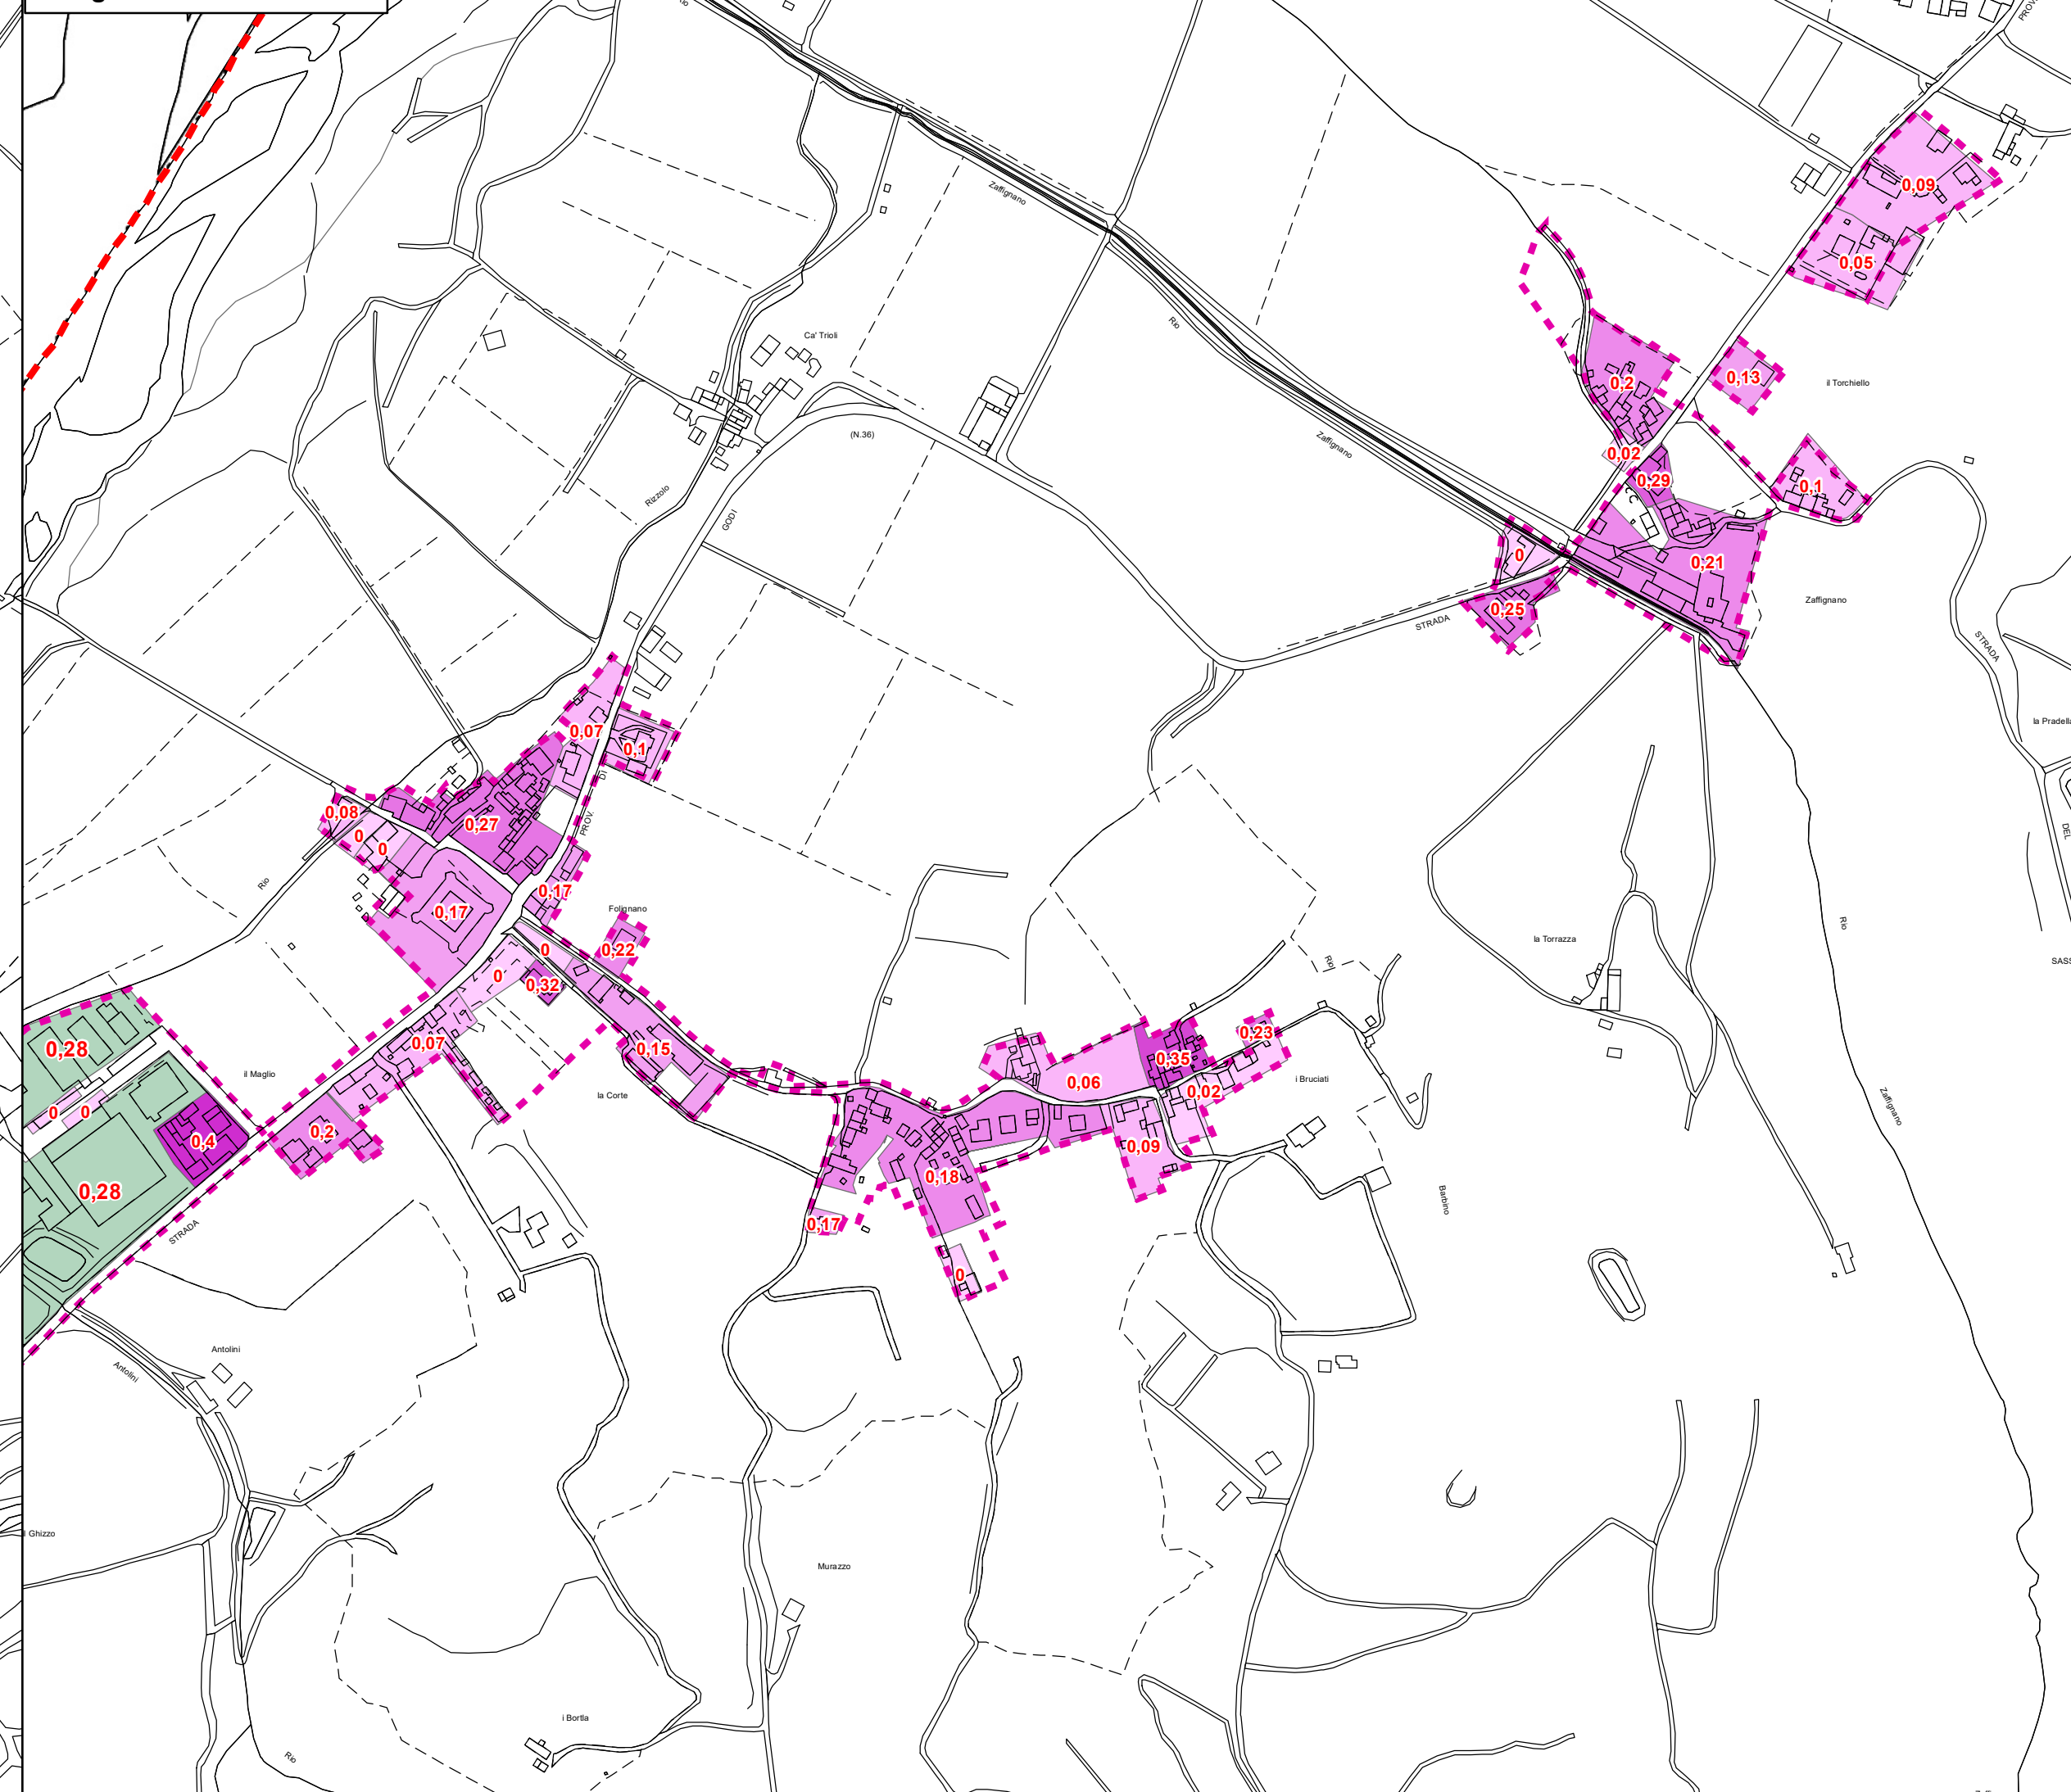 PROV.
Rio
Zaffignano
0,09
0,05
Rio
Ca' Trioli
0,2
0,13
il Torchiello
(N.36)
Zaffignano
0,02
0,29
0,1
Rizzolo
GODI
0
0,21
0,25
Zaffignano
STRADA
STRADA
0,07
0,1
DI
la Pradella
0,08
0
0
0,27
PROV.
DEL
Rio
0,17
0,17
Folignano
0
0,22
Rio
la Torrazza
Rio
SASS
0
0,32
0,28
il Maglio
0,07
0,15
la Corte
0,35
0,23
0,06
0,02
i Bruciati
Zaffignano
0
0
0,4
0,2
0,09
0,28
0,18
Barbino
STRADA
0,17
0
Antolini
Antolini
Ghizzo
Murazzo
i Bortla
Rio